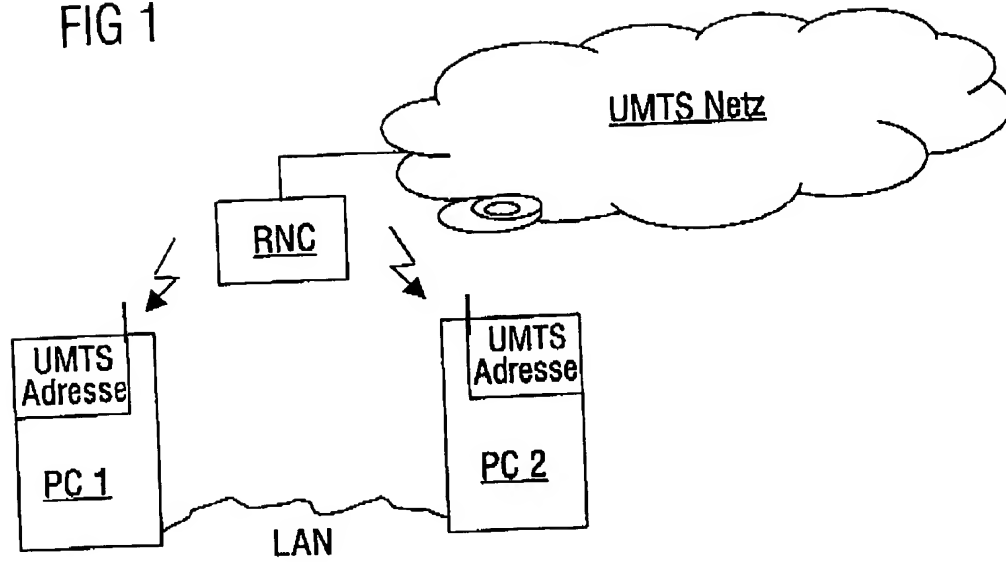 FIG 1
UMTS Netz
RNC
UMTS
Adresse
PC 1
UMTS
Adresse
PC 2
LAN